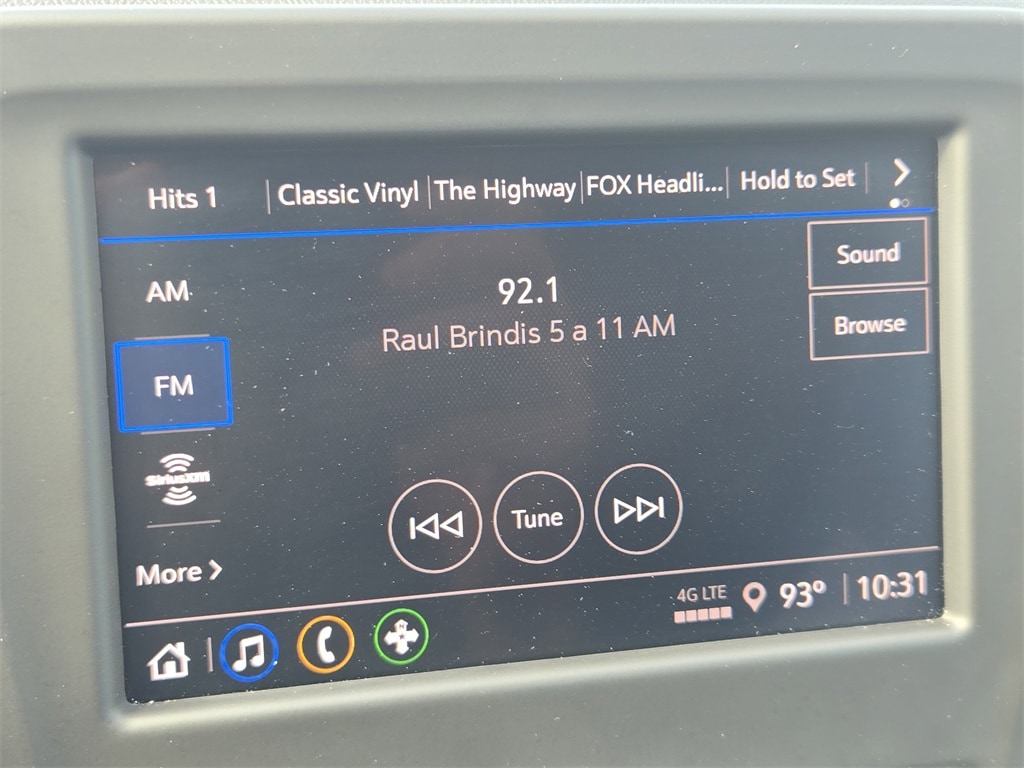 Hits 1 Classic Vinyl The Highway FOX Headli... Hold to Set
AM
FM
SiriusXM
More
92.1
Raul Brindis 5 a 11 AM
Sound
Browse
Tune
4G LTE
93°
10:31
N